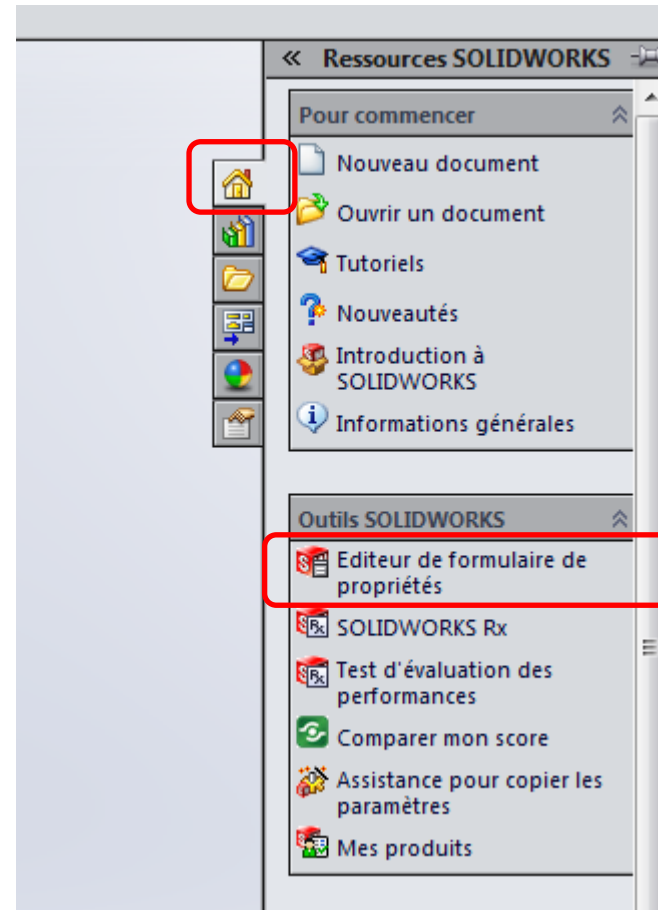 « Ressources SOLIDWORKS
Pour commencer
Nouveau document
Ouvrir un document
Tutoriels
Nouveautés
Introduction à
SOLIDWORKS
Informations générales
Outils SOLIDWORKS
Editeur de formulaire de
propriétés
SOLIDWORKS Rx
Test d'évaluation des
performances
Comparer mon score
Assistance pour copier les
paramètres
Mes produits